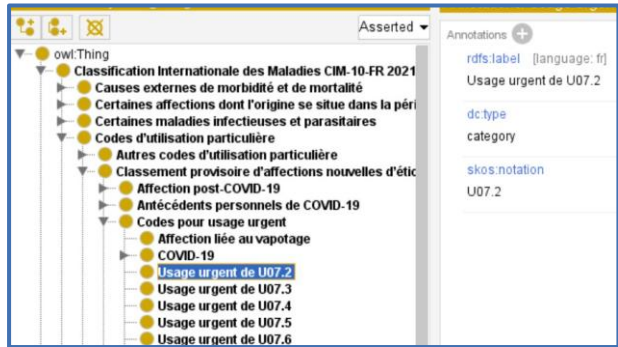 Asserted
owl:Thing
Classification Internationale des Maladies CIM-10-FR 2021
Causes externes de morbidité et de mortalité
Certaines affections dont l'origine se situe dans la péri
Certaines maladies infectieuses et parasitaires
Codes d'utilisation particulière
Autres codes d'utilisation particulière
Classement provisoire d'affections nouvelles d'étic
Affection post-COVID-19
Antécédents personnels de COVID-19
Codes pour usage urgent
Affection liée au vapotage
COVID-19
Usage urgent de U07.2
Usage urgent de U07.3
Usage urgent de U07.4
Usage urgent de U07.5
Usage urgent de U07.6
Annotations
rdfs:label [language: fr]
Usage urgent de U07.2
dc:type
category
skos:notation
U07.2